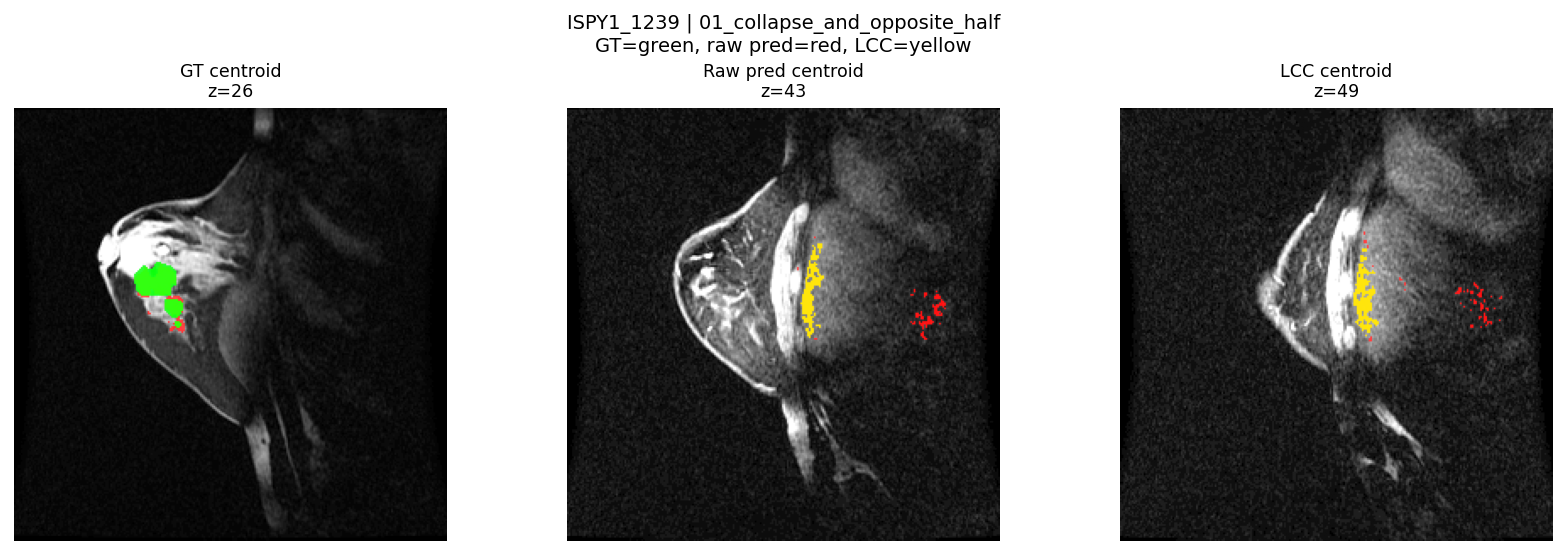 ISPY1_1239 | 01_collapse_and_opposite_half
GT=green, raw pred=red, LCC=yellow
GT centroid
z=26
Raw pred centroid
z=43
LCC centroid
z=49